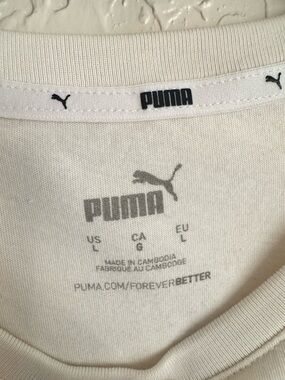 PUMA
PUMA
US CA EU
L G L
MADE IN CAMBODIA
FABRIQUÉ AU CAMBODGE
PUMA.COM/FOREVERBETTER